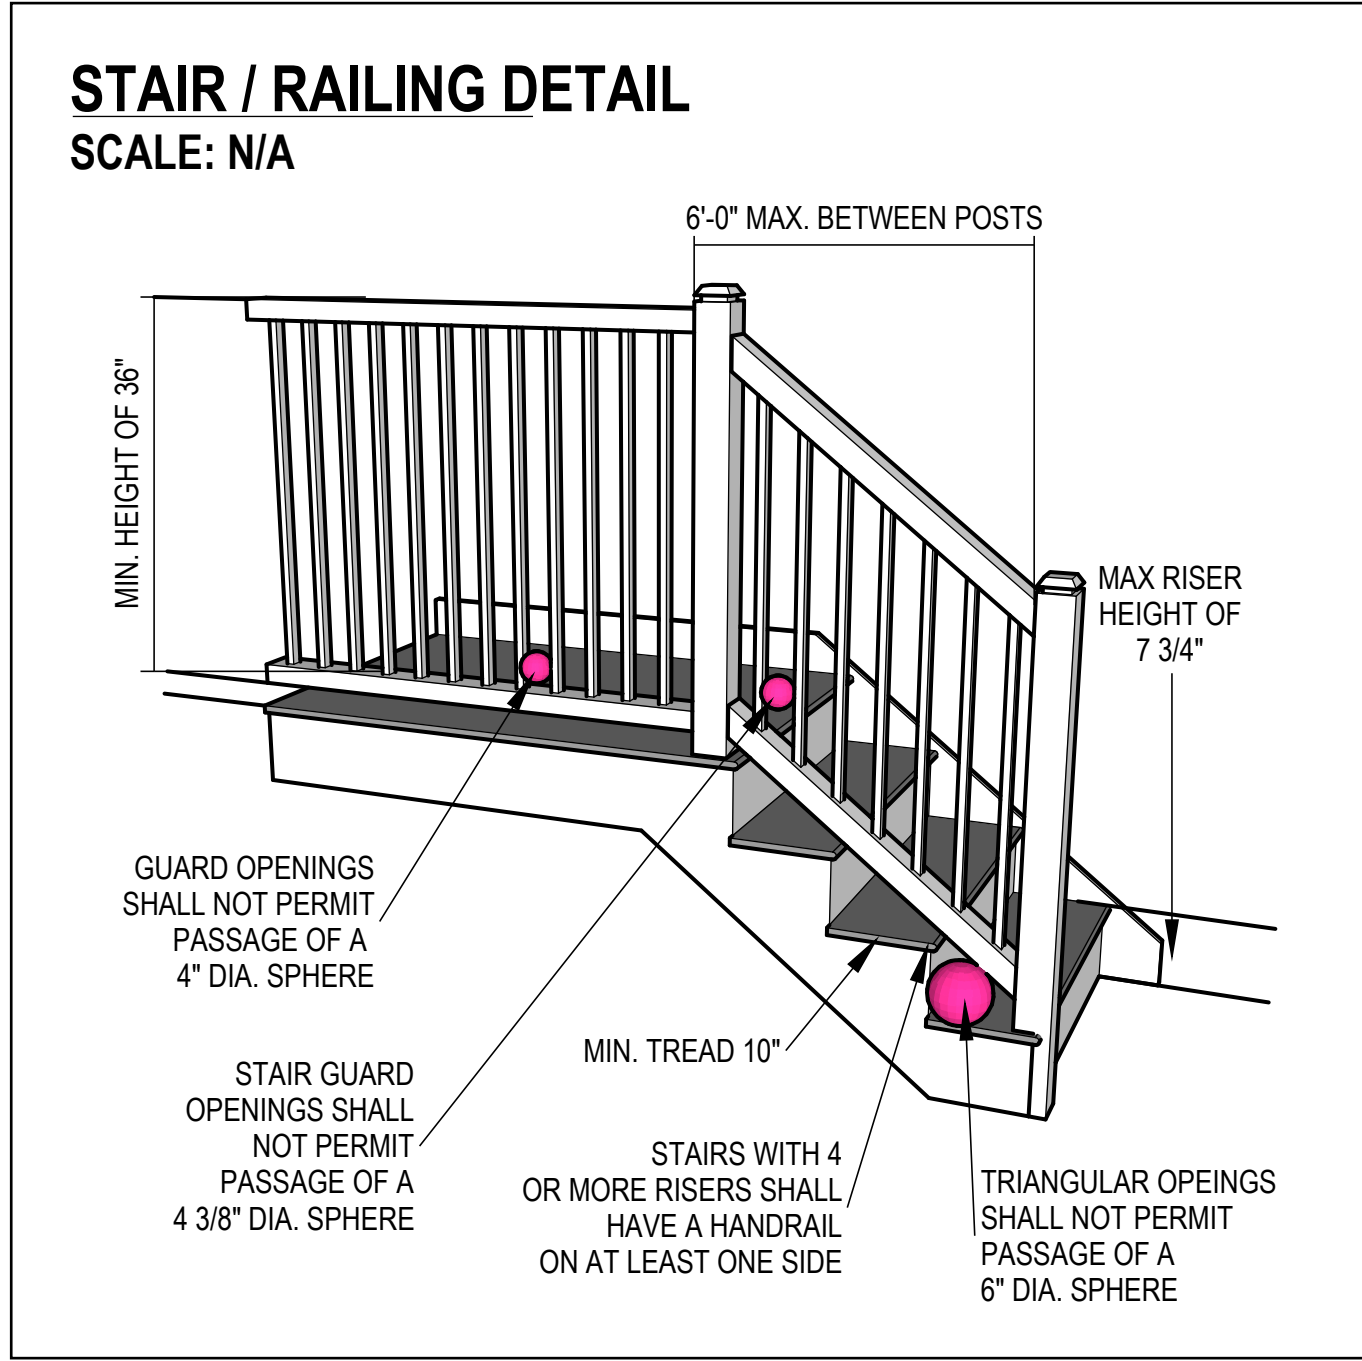 STAIR / RAILING DETAIL
SCALE: N/A
6'-0" MAX. BETWEEN POSTS
MIN. HEIGHT OF 36"
MAX RISER
HEIGHT OF
7 3/4"
GUARD OPENINGS
SHALL NOT PERMIT
PASSAGE OF A
4" DIA. SPHERE
MIN. TREAD 10"
STAIR GUARD
OPENINGS SHALL
NOT PERMIT
PASSAGE OF A
4 3/8" DIA. SPHERE
STAIRS WITH 4
OR MORE RISERS SHALL
HAVE A HANDRAIL
ON AT LEAST ONE SIDE
TRIANGULAR OPEINGS
SHALL NOT PERMIT
PASSAGE OF A
6" DIA. SPHERE